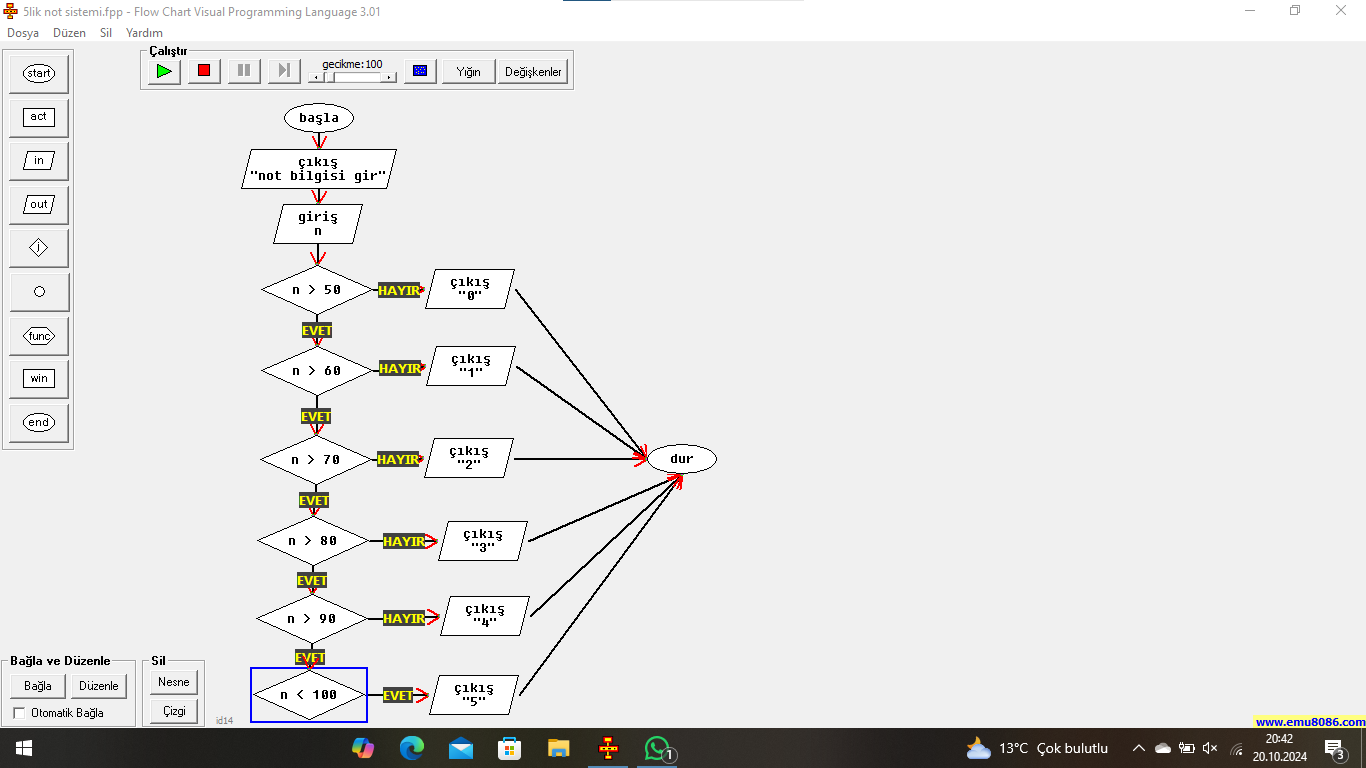 5lik not sistemi.fpp - Flow Chart Visual Programming Language 3.01
Dosya Düzen Sil Yardım
Çalıştır
gecikme:100
Yığın
Değişkenler
start
act
in
out
j
func
win
end
başla
çıkış
"not bilgisi gir"
giriş
n
n > 50
HAYIR
çıkış
"0"
EVET
n > 60
HAYIR
çıkış
"1"
EVET
n > 70
HAYIR
çıkış
"2"
dur
EVET
n > 80
HAYIR
çıkış
"3"
EVET
n > 90
HAYIR
çıkış
"4"
EVET
n < 100
EVET
çıkış
"5"
Bağla ve Düzenle
Bağla
Düzenle
Otomatik Bağla
Sil
Nesne
Çizgi
id14
www.emu8086.com
1
13°C Çok bulutlu
20:42
20.10.2024
3